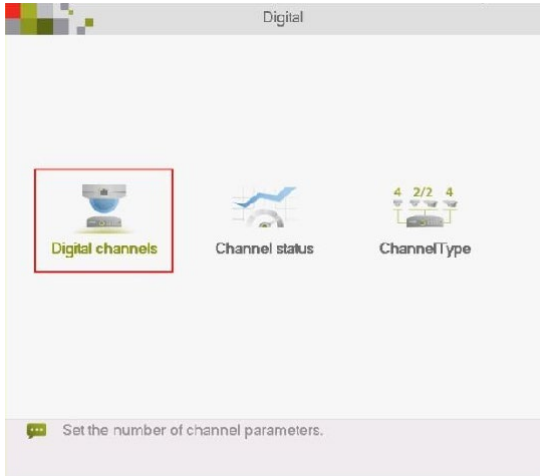 Digital
4 2/2 4
Digital channels
Channel status
ChannelType
Set the number of channel parameters.